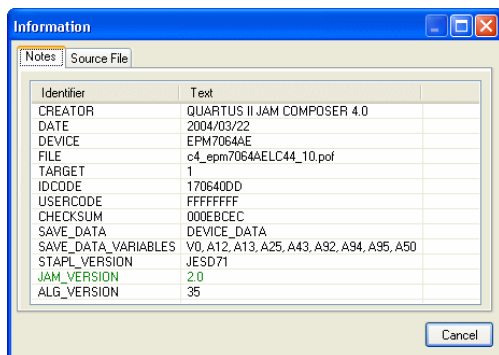 Information
Notes Source File
Identifier Text
CREATOR QUARTUS II JAM COMPOSER 4.0
DATE 2004/03/22
DEVICE EPM7064AE
FILE c4_epm7064AELC44_10.pof
TARGET 1
IDCODE 170640DD
USERCODE FFFFFFFF
CHECKSUM 000EBCEC
SAVE_DATA DEVICE_DATA
SAVE_DATA_VARIABLES V0, A12, A13, A25, A43, A92, A94, A95, A50
STAPL_VERSION JESD71
JAM_VERSION 2.0
ALG_VERSION 35
Cancel